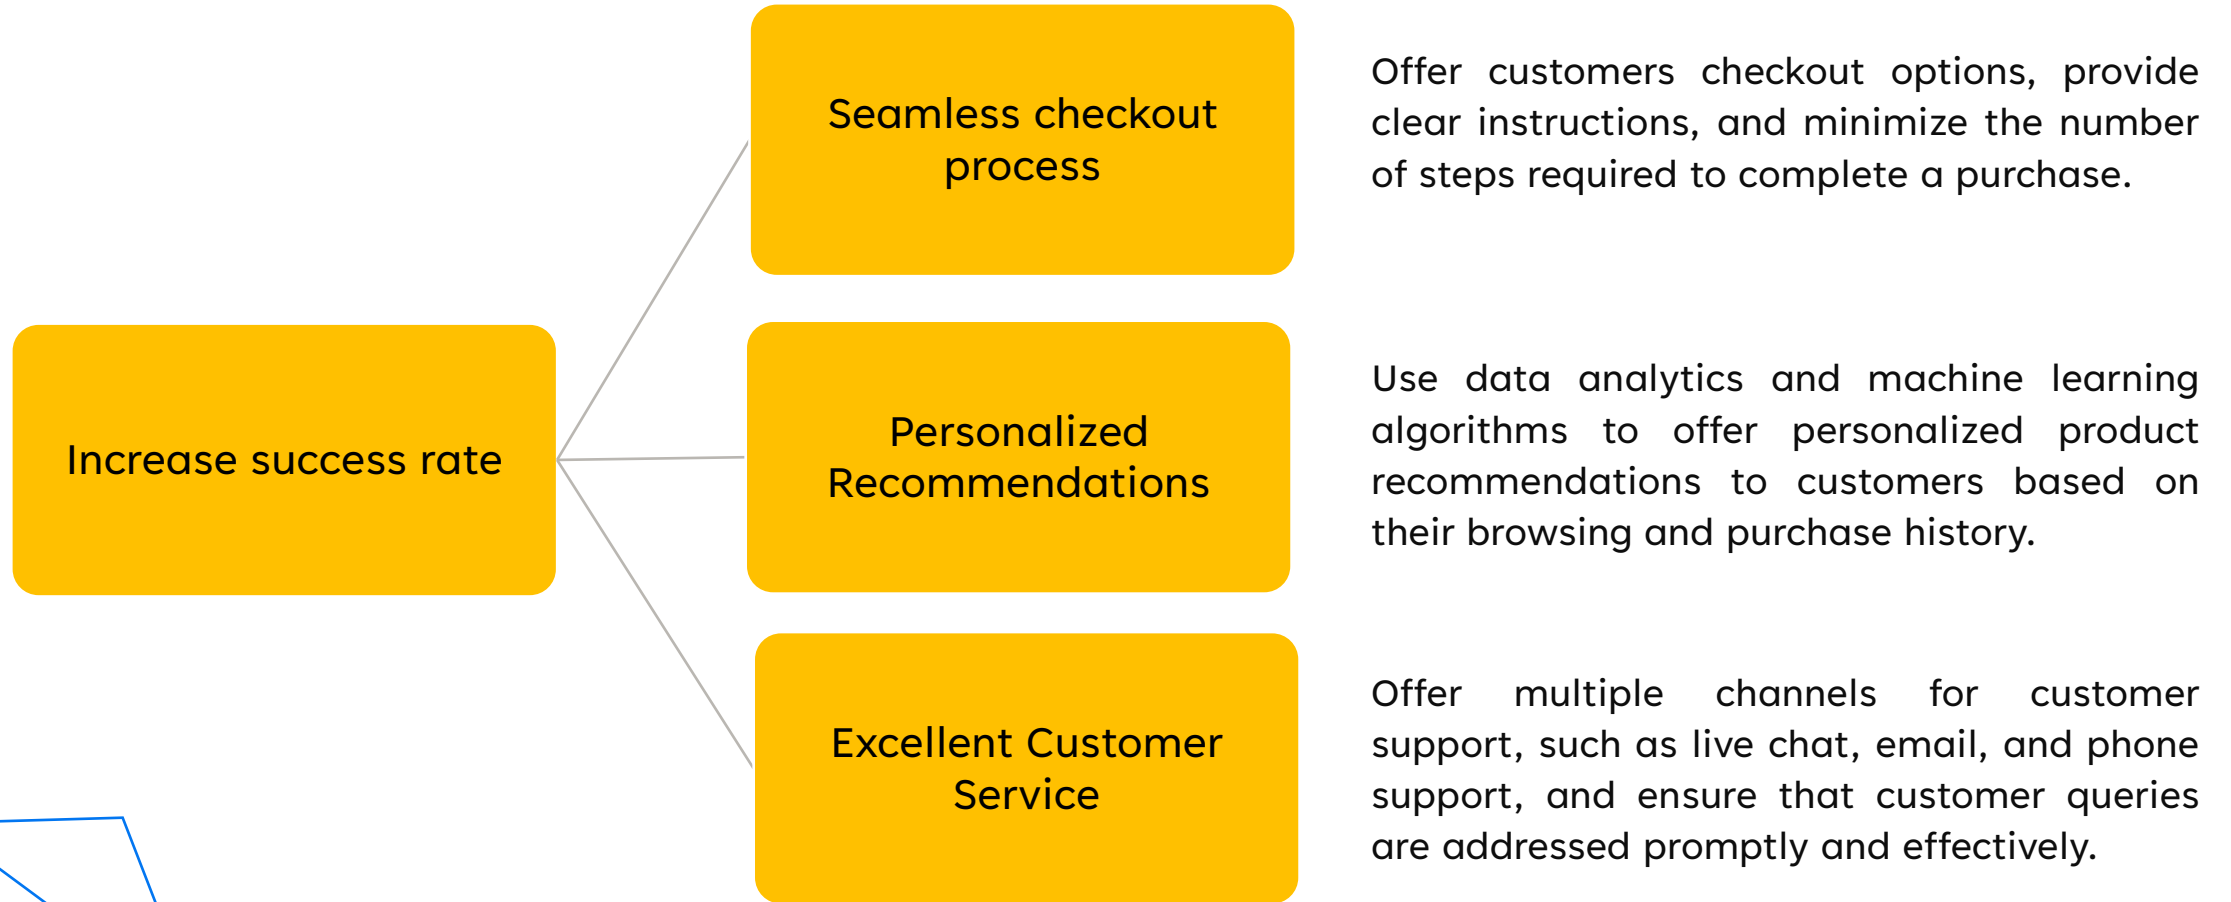 Seamless checkout
process
Offer customers checkout options, provide
clear instructions, and minimize the number
of steps required to complete a purchase.
Increase success rate
Personalized
Recommendations
Use data analytics and machine learning
algorithms to offer personalized product
recommendations to customers based on
their browsing and purchase history.
Excellent Customer
Service
Offer multiple channels for customer
support, such as live chat, email, and phone
support, and ensure that customer queries
are addressed promptly and effectively.